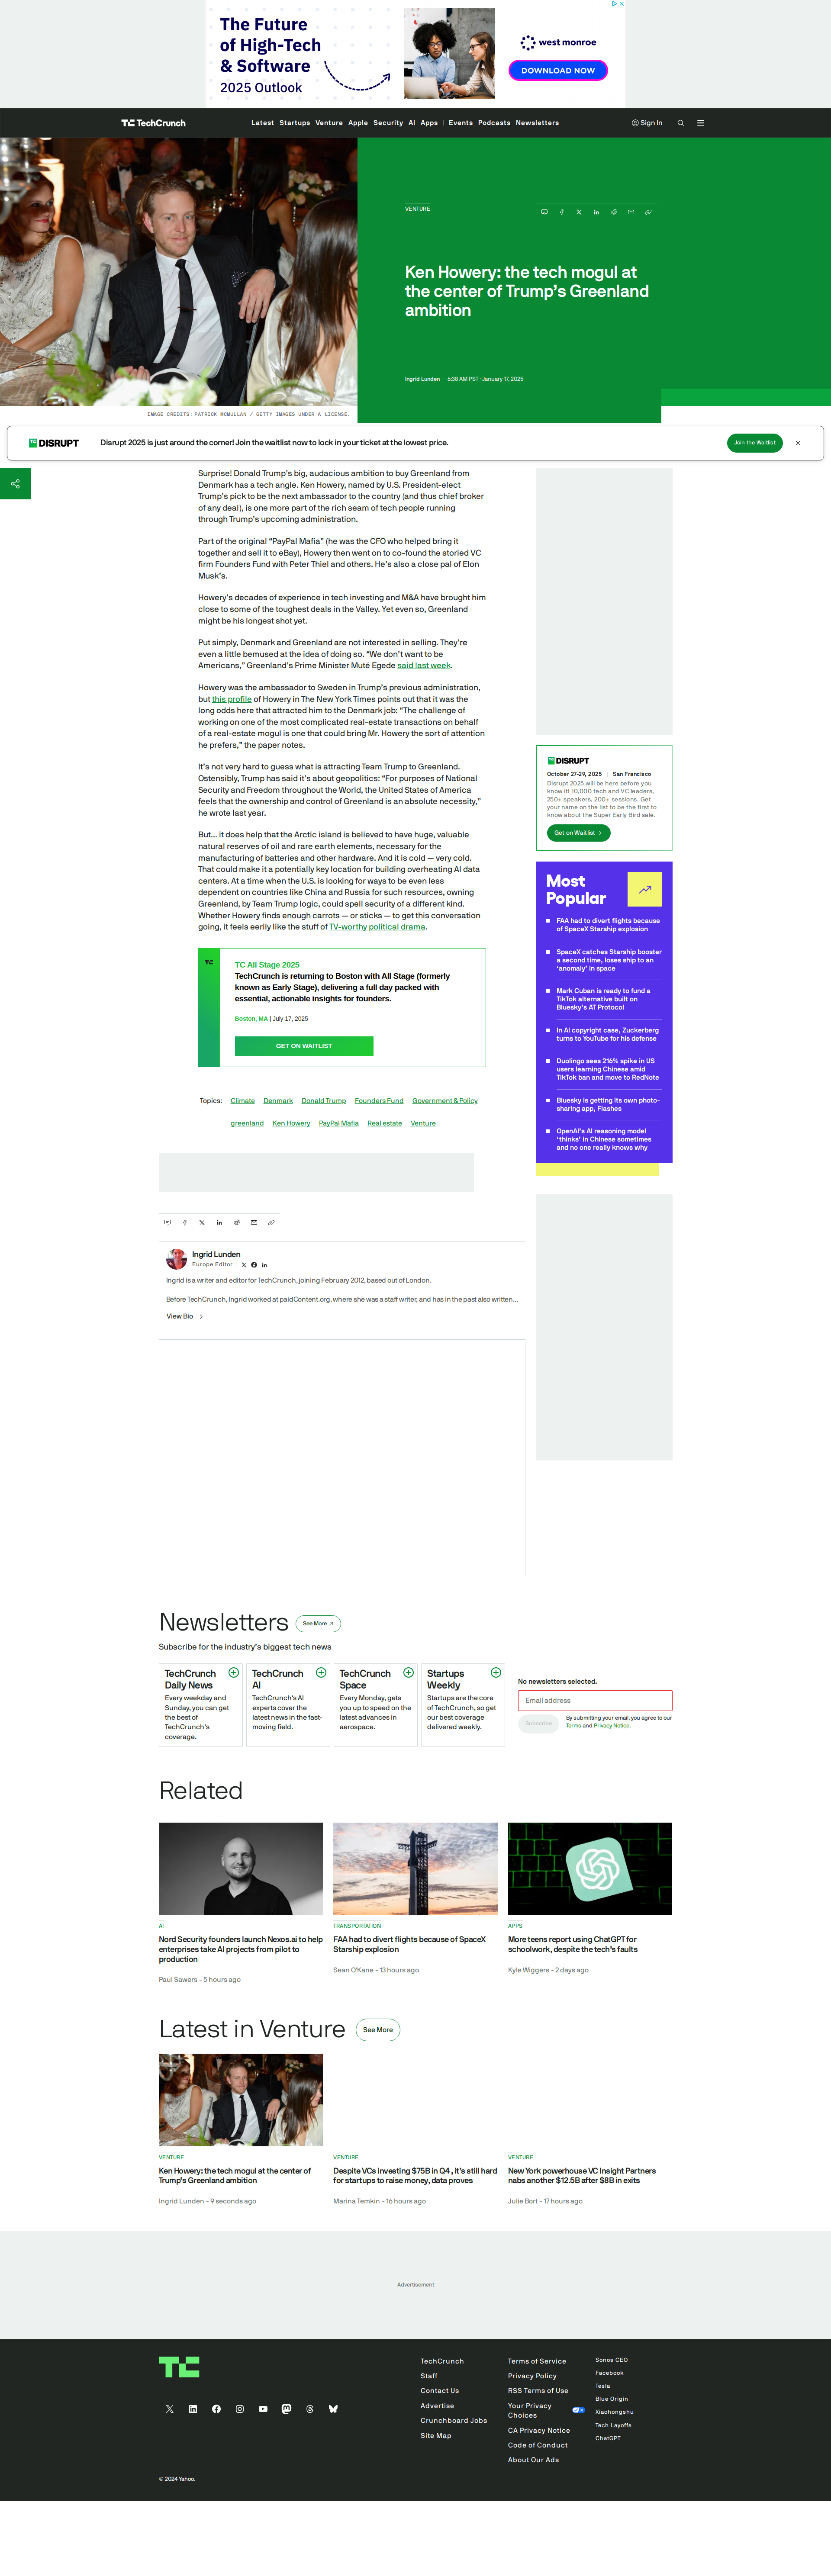 The Future
of High-Tech
& Software
2025 Outlook
west monroe
DOWNLOAD NOW
TechCrunch
Latest Startups Venture Apple Security AI Apps | Events Podcasts Newsletters
Sign In
VENTURE
Ken Howery: the tech mogul at
the center of Trump's Greenland
ambition
Ingrid Lunden — 6:38 AM PST · January 17, 2025
IMAGE CREDITS: PATRICK MCMULLAN / GETTY IMAGES UNDER A LICENSE.
TC DISRUPT
Disrupt 2025 is just around the corner! Join the waitlist now to lock in your ticket at the lowest price.
Join the Waitlist
Surprise! Donald Trump's big, audacious ambition to buy Greenland from
Denmark has a tech angle. Ken Howery, named by U.S. President-elect
Trump's pick to be the next ambassador to the country (and thus chief broker
of any deal), is one more part of the rich seam of tech people running
through Trump's upcoming administration.
Part of the original “PayPal Mafia” (he was the CFO who helped bring it
together and sell it to eBay), Howery then went on to co-found the storied VC
firm Founders Fund with Peter Thiel and others. He's also a close pal of Elon
Musk's.
Howery's decades of experience in tech investing and M&A have brought him
close to some of the toughest deals in the Valley. Yet even so, Greenland
might be his longest shot yet.
Put simply, Denmark and Greenland are not interested in selling. They're
even a little bemused at the idea of doing so. “We don't want to be
Americans,” Greenland's Prime Minister Muté Egede said last week.
Howery was the ambassador to Sweden in Trump's previous administration,
but this profile of Howery in The New York Times points out that it was the
long odds here that attracted him to the Denmark job: “The challenge of
working on one of the most complicated real-estate transactions on behalf
of a real-estate mogul is one that could bring Mr. Howery the sort of attention
he prefers,” the paper notes.
It's not very hard to guess what is attracting Team Trump to Greenland.
Ostensibly, Trump has said it's about geopolitics: “For purposes of National
Security and Freedom throughout the World, the United States of America
feels that the ownership and control of Greenland is an absolute necessity,”
he wrote last year.
But... it does help that the Arctic island is believed to have huge, valuable
natural reserves of oil and rare earth elements, necessary for the
manufacturing of batteries and other hardware. And it is cold — very cold.
That could make it a potentially key location for building overheating AI data
centers. At a time when the U.S. is looking for ways to be even less
dependent on countries like China and Russia for such resources, owning
Greenland, by Team Trump logic, could — or should — be a different kind of
American hardware security story: call it security of a different kind.
Whether Howery finds enough carrots — or sticks — to get this conversation
going, it feels eerily like the stuff of TV-worthy political drama.
TC
TC All Stage 2025
TechCrunch is returning to Boston with All Stage (formerly
known as Early Stage), delivering a full day packed with
essential, actionable insights for founders.
Boston, MA | July 17, 2025
GET ON WAITLIST
Topics: Climate Denmark Donald Trump Founders Fund Government & Policy
greenland Ken Howery PayPal Mafia Real estate Venture
Ingrid Lunden
Europe Editor
Ingrid is a writer and editor for TechCrunch, joining February 2012, based out of London.
Before TechCrunch, Ingrid worked at paidContent.org, where she was a staff writer, and has in the past also written...
View Bio
TC DISRUPT
October 27-29, 2025 | San Francisco
Disrupt 2025 will be here before you
know it! 10,000 tech and VC leaders,
250+ speakers, 200+ sessions. Get
your name on the list to be the first to
know about the Super Early Bird sale.
Get on Waitlist
Most
Popular
FAA had to divert flights because
of SpaceX Starship explosion
SpaceX catches Starship booster
a second time, loses ship to an
‘anomaly’ in space
Mark Cuban is ready to fund a
TikTok alternative built on
Bluesky's AT Protocol
In AI copyright case, Zuckerberg
turns to YouTube for his defense
Duolingo sees 216% spike in US
users learning Chinese amid
TikTok ban and move to RedNote
Bluesky is getting its own photo-
sharing app, Flashes
OpenAI's AI reasoning model
‘thinks’ in Chinese sometimes
and no one really knows why
Newsletters
See More
Subscribe for the industry's biggest tech news
TechCrunch
Daily News
Every weekday and
Sunday, you can get
the best of
TechCrunch's
coverage.
TechCrunch
AI
TechCrunch's AI
experts cover the
latest news in the fast-
moving field.
TechCrunch
Space
Every Monday, gets
you up to speed on the
latest advances in
aerospace.
Startups
Weekly
Startups are the core
of TechCrunch, so get
our best coverage
delivered weekly.
No newsletters selected.
Email address
Subscribe
By submitting your email, you agree to our
Terms and Privacy Notice.
Related
AI
Nord Security founders launch Nexos.ai to help
enterprises take AI projects from pilot to
production
Paul Sawers - 5 hours ago
TRANSPORTATION
FAA had to divert flights because of SpaceX
Starship explosion
Sean O'Kane - 13 hours ago
APPS
More teens report using ChatGPT for
schoolwork, despite the tech's faults
Kyle Wiggers - 2 days ago
Latest in Venture
See More
VENTURE
Ken Howery: the tech mogul at the center of
Trump's Greenland ambition
Ingrid Lunden - 9 seconds ago
VENTURE
Despite VCs investing $75B in Q4 , it's still hard
for startups to raise money, data proves
Marina Temkin - 16 hours ago
VENTURE
New York powerhouse VC Insight Partners
nabs another $12.5B after $8B in exits
Julie Bort - 17 hours ago
Advertisement
TC
TechCrunch
Staff
Contact Us
Advertise
Crunchboard Jobs
Site Map
Terms of Service
Privacy Policy
RSS Terms of Use
Your Privacy
Choices
CA Privacy Notice
Code of Conduct
About Our Ads
Sonos CEO
Facebook
Tesla
Blue Origin
Xiaohongshu
Tech Layoffs
ChatGPT
© 2024 Yahoo.